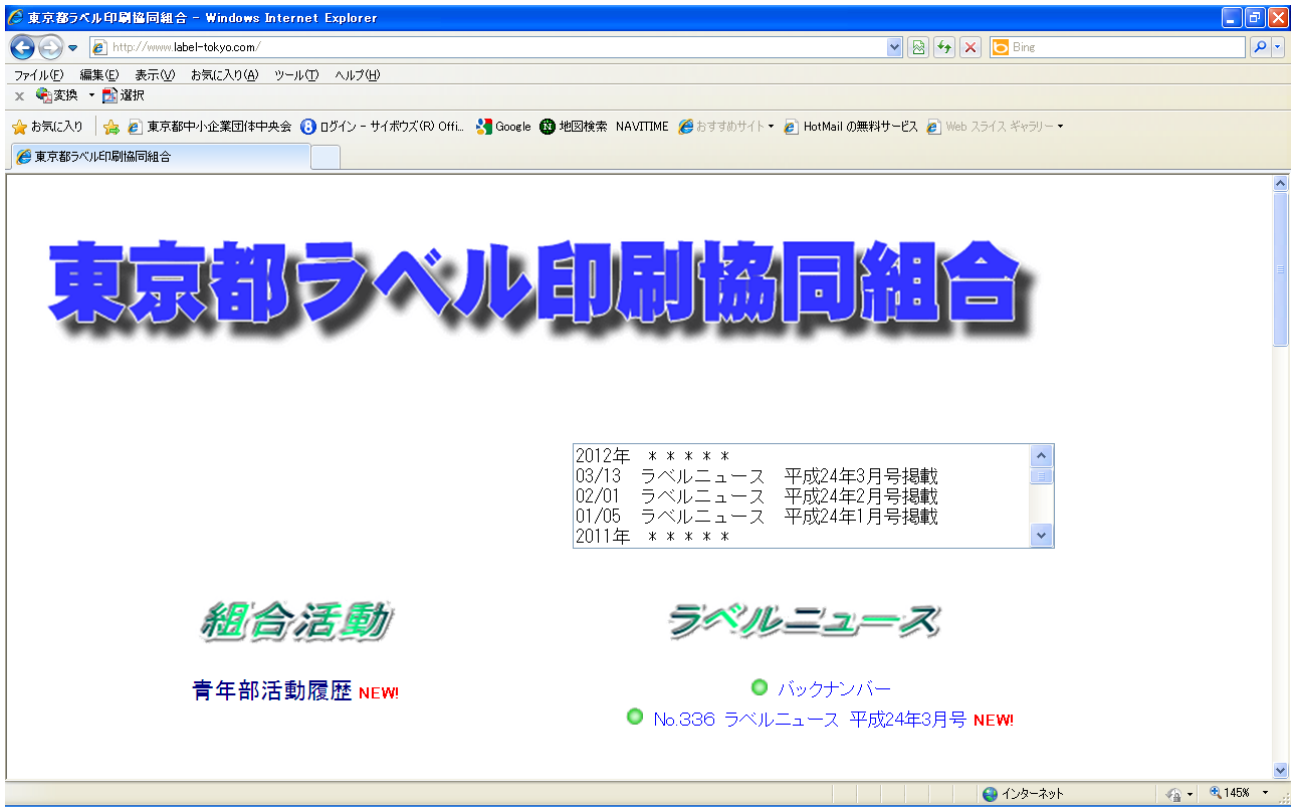 東京都ラベル印刷協同組合 - Windows Internet Explorer
http://www.label-tokyo.com/
Bing
ファイル(F) 編集(E) 表示(V) お気に入り(A) ツール(T) ヘルプ(H)
x 変換 選択
お気に入り 東京都中小企業団体中央会 ログイン - サイボウズ(R) Offi... Google 地図検索 NAVITIME おすすめサイト HotMail の無料サービス Web スライス ギャラリー
東京都ラベル印刷協同組合
東京都ラベル印刷協同組合
2012年 * * * * *
03/13 ラベルニュース 平成24年3月号掲載
02/01 ラベルニュース 平成24年2月号掲載
01/05 ラベルニュース 平成24年1月号掲載
2011年 * * * * *
組合活動 ラベルニュース
青年部活動履歴 NEW! バックナンバー
No.336 ラベルニュース 平成24年3月号 NEW!
インターネット 145%